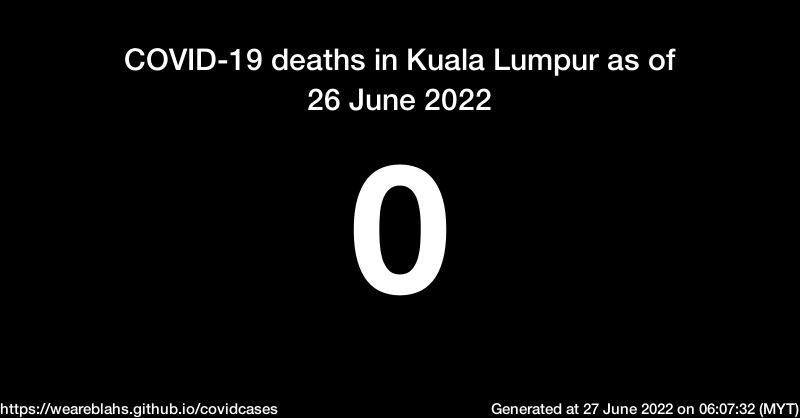 COVID-19 deaths in Kuala Lumpur as of
26 June 2022
0
https://weareblahs.github.io/covidcases
Generated at 27 June 2022 on 06:07:32 (MYT)